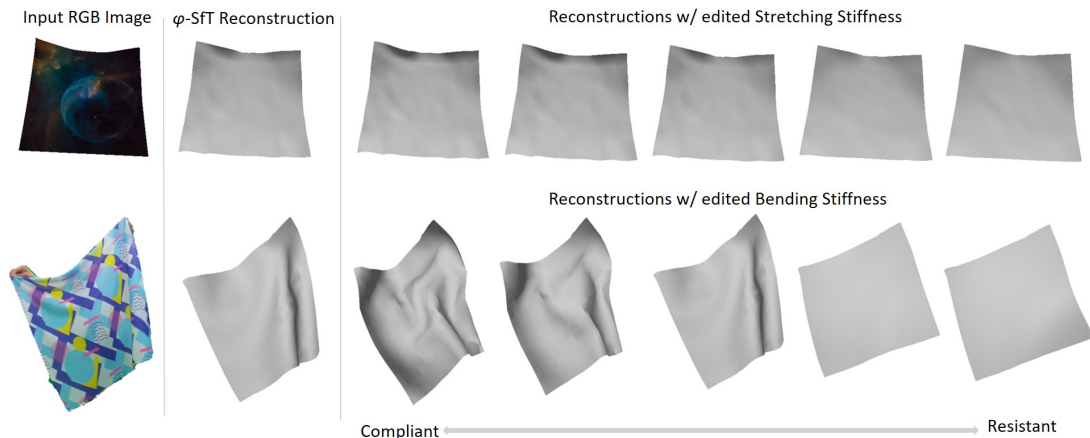 Input RGB Image
φ-SfT Reconstruction
Reconstructions w/ edited Stretching Stiffness
Reconstructions w/ edited Bending Stiffness
Compliant
Resistant